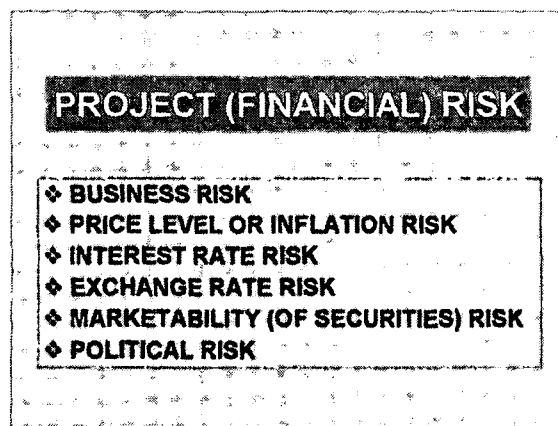 PROJECT (FINANCIAL) RISK
❖ BUSINESS RISK
❖ PRICE LEVEL OR INFLATION RISK
❖ INTEREST RATE RISK
❖ EXCHANGE RATE RISK
❖ MARKETABILITY (OF SECURITIES) RISK
❖ POLITICAL RISK